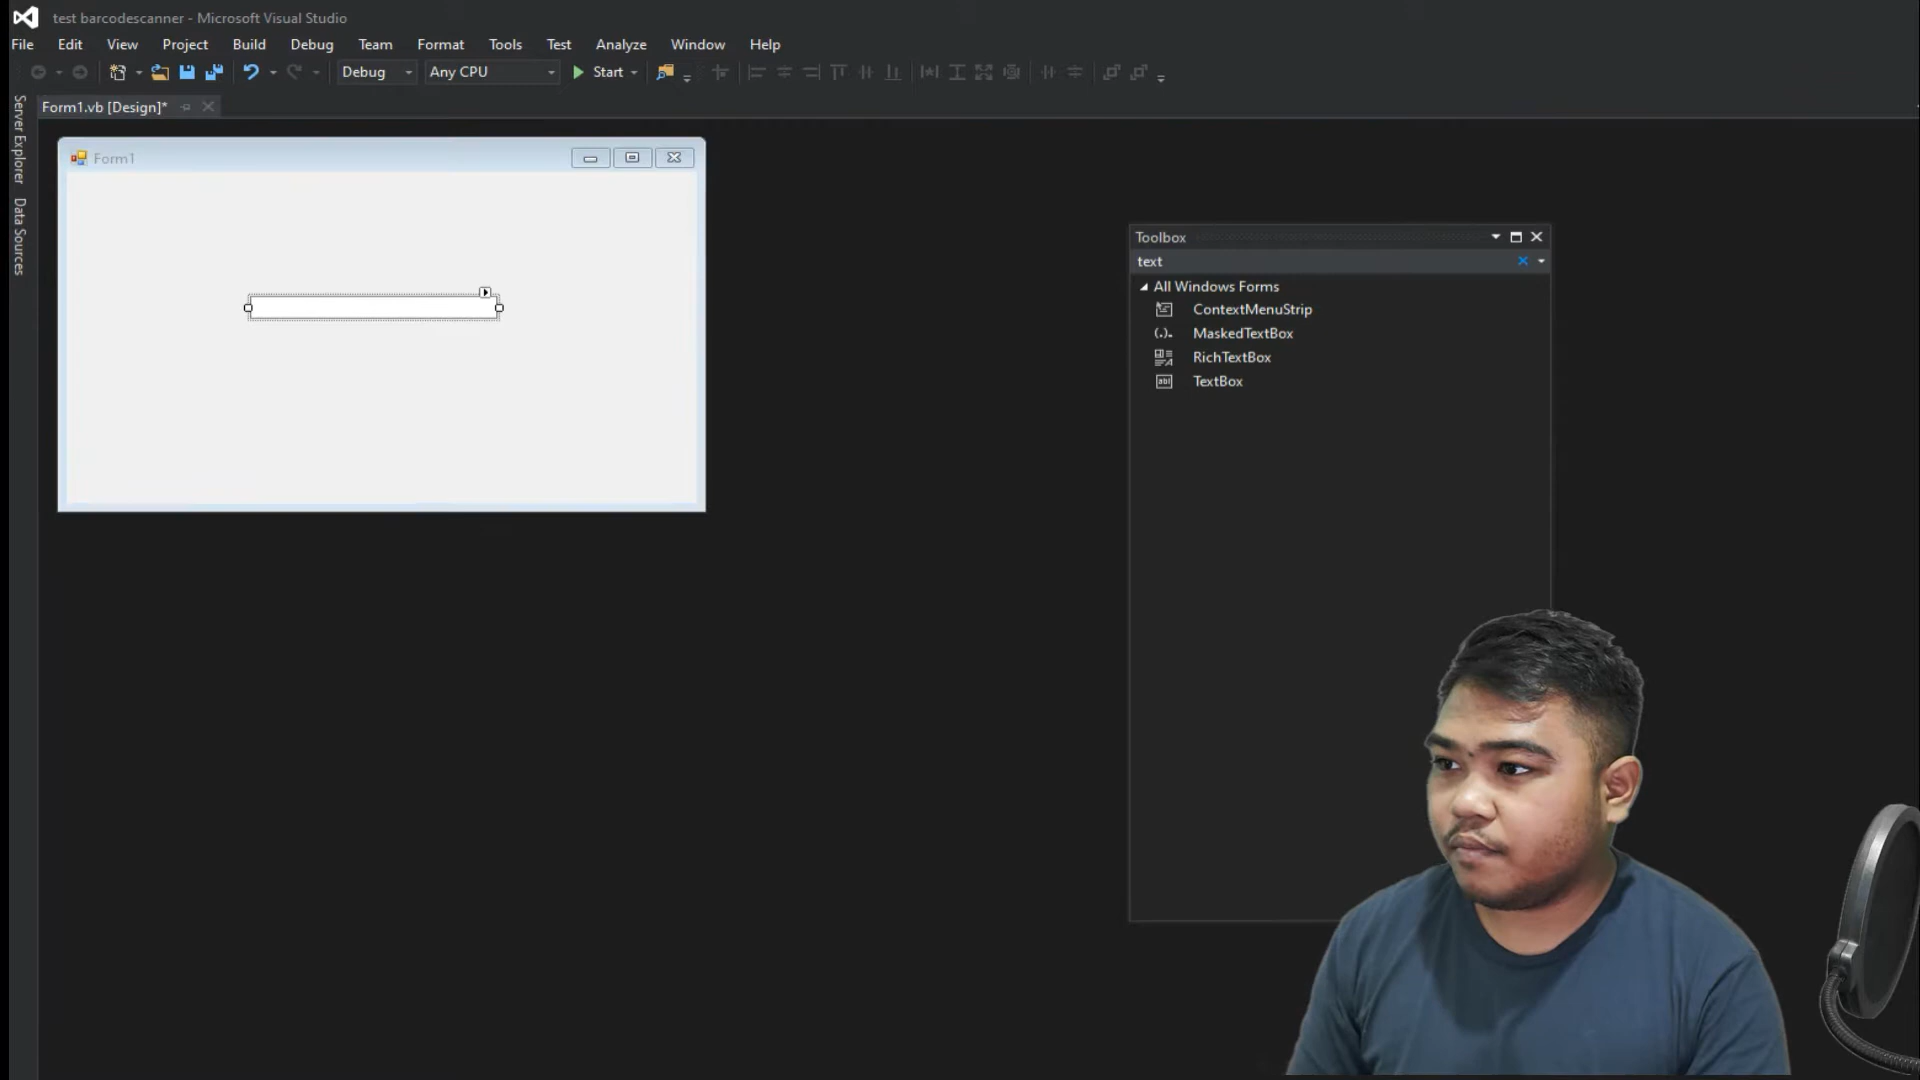 test barcodescanner - Microsoft Visual Studio
File Edit View Project Build Debug Team Format Tools Test Analyze Window Help
Debug Any CPU Start
Form1.vb [Design]*
Server Explorer
Data Sources
Form1
Toolbox
text
All Windows Forms
ContextMenuStrip
MaskedTextBox
RichTextBox
abl TextBox